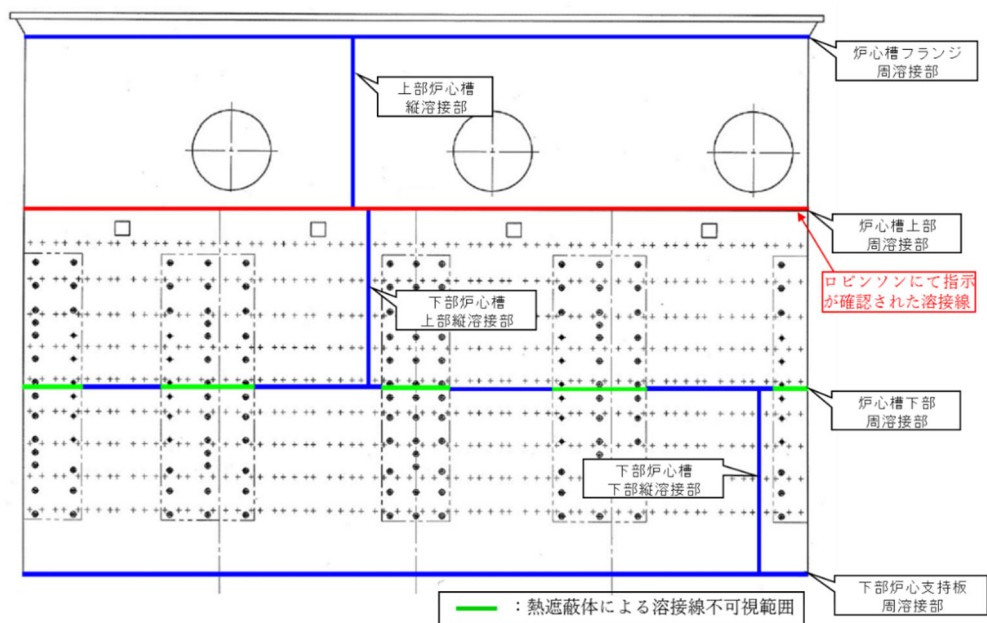 炉心槽フランジ
周溶接部
上部炉心槽
縦溶接部
炉心槽上部
周溶接部
ロビンソンにて指示
が確認された溶接線
下部炉心槽
上部縦溶接部
炉心槽下部
周溶接部
下部炉心槽
下部縦溶接部
下部炉心支持板
周溶接部
：熱遮蔽体による溶接線不可視範囲